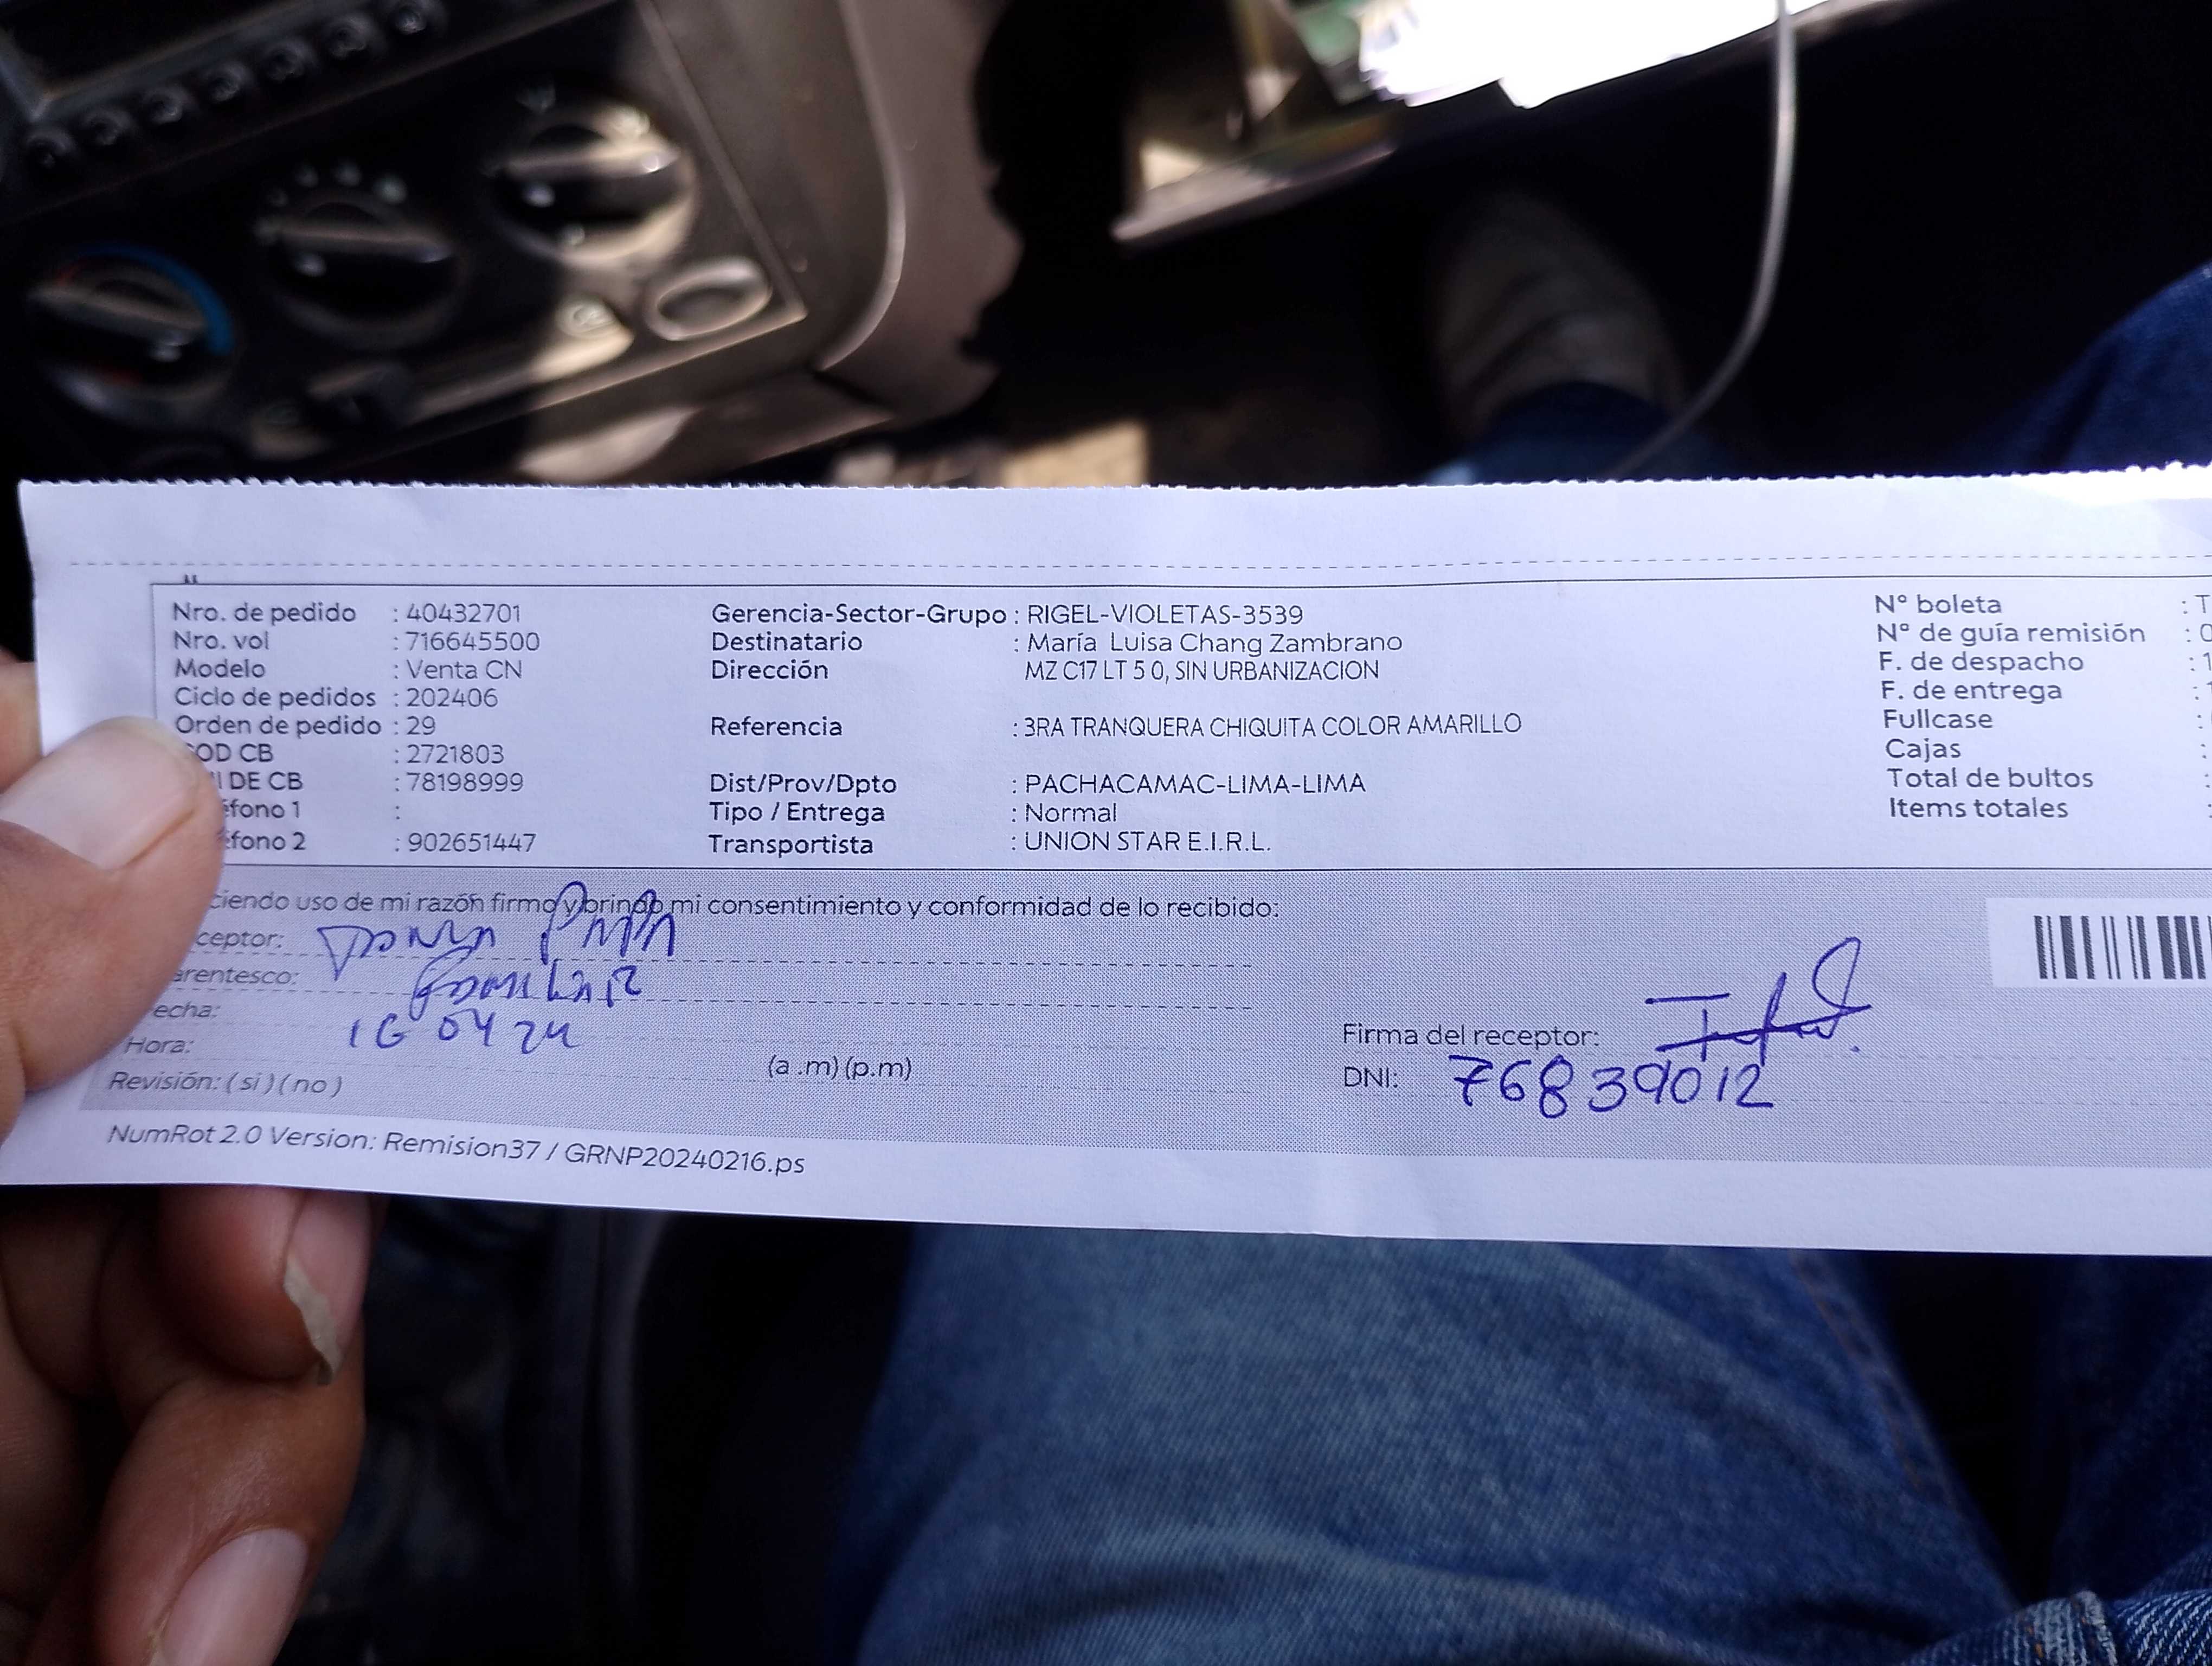 Nro. de pedido : 40432701
Nro. vol : 716645500
Modelo : Venta CN
Ciclo de pedidos : 202406
Orden de pedido : 29
OD CB : 2721803
I DE CB : 78198999
éfono 1 :
éfono 2 : 902651447
Gerencia-Sector-Grupo : RIGEL-VIOLETAS-3539
Destinatario : María Luisa Chang Zambrano
Dirección MZ C17 LT 5 0, SIN URBANIZACION
Referencia : 3RA TRANQUERA CHIQUITA COLOR AMARILLO
Dist/Prov/Dpto : PACHACAMAC-LIMA-LIMA
Tipo / Entrega : Normal
Transportista : UNION STAR E.I.R.L.
N° boleta : T
N° de guía remisión : 0
F. de despacho : 1
F. de entrega :
Fullcase :
Cajas :
Total de bultos :
Items totales :
ciendo uso de mi razón firmo y brindo mi consentimiento y conformidad de lo recibido:
ceptor:
arentesco: Familiar
echa: 16 04 24
Hora: (a .m) (p.m)
Revisión: ( si ) ( no )
Firma del receptor:
DNI: 76839012
NumRot 2.0 Version: Remision37 / GRNP20240216.ps